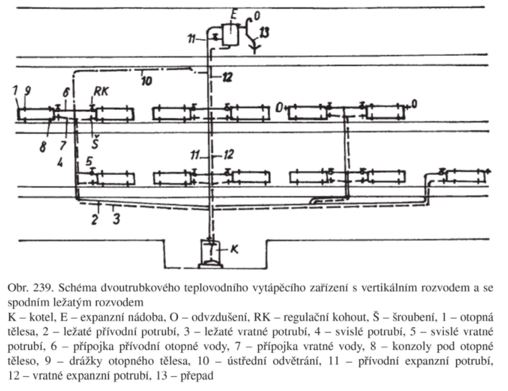 E
O
11
13
10
12
1 9
6
RK
O
O
8
7
Š
4
5
11
12
2
3
K
Obr. 239. Schéma dvoutrubkového teplovodního vytápěcího zařízení s vertikálním rozvodem a se
spodním ležatým rozvodem
K – kotel, E – expanzní nádoba, O – odvzdušení, RK – regulační kohout, Š – šroubení, 1 – otopná
tělesa, 2 – ležaté přívodní potrubí, 3 – ležaté vratné potrubí, 4 – svislé potrubí, 5 – svislé vratné
potrubí, 6 – přípojka přívodní otopné vody, 7 – přípojka vratné vody, 8 – konzoly pod otopné
těleso, 9 – drážky otopného tělesa, 10 – ústřední odvětrání, 11 – přívodní expanzní potrubí,
12 – vratné expanzní potrubí, 13 – přepad